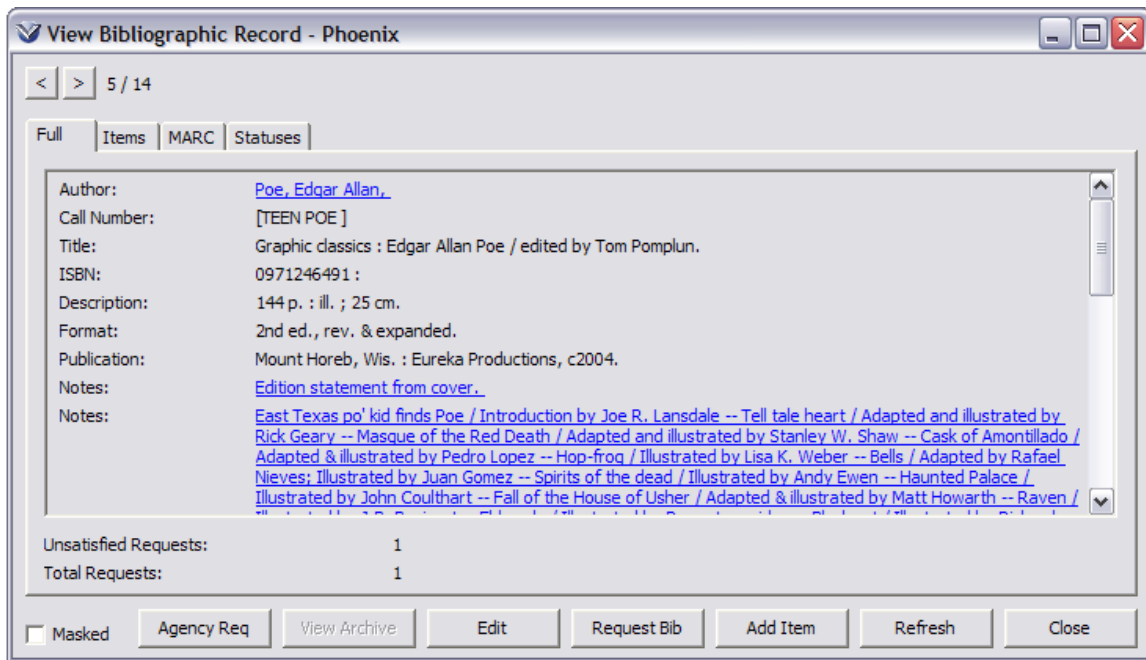 View Bibliographic Record - Phoenix
< > 5 / 14
Full Items MARC Statuses
Author: Poe, Edgar Allan,
Call Number: [TEEN POE ]
Title: Graphic classics : Edgar Allan Poe / edited by Tom Pomplun.
ISBN: 0971246491 :
Description: 144 p. : ill. ; 25 cm.
Format: 2nd ed., rev. & expanded.
Publication: Mount Horeb, Wis. : Eureka Productions, c2004.
Notes: Edition statement from cover.
Notes: East Texas po' kid finds Poe / Introduction by Joe R. Lansdale -- Tell tale heart / Adapted and illustrated by
Rick Geary -- Masque of the Red Death / Adapted and illustrated by Stanley W. Shaw -- Cask of Amontillado /
Adapted & illustrated by Pedro Lopez -- Hop-frog / Illustrated by Lisa K. Weber -- Bells / Adapted by Rafael
Nieves; Illustrated by Juan Gomez -- Spirits of the dead / Illustrated by Andy Ewen -- Haunted Palace /
Illustrated by John Coulthart -- Fall of the House of Usher / Adapted & illustrated by Matt Howarth -- Raven /
Unsatisfied Requests: 1
Total Requests: 1
Masked Agency Req View Archive Edit Request Bib Add Item Refresh Close